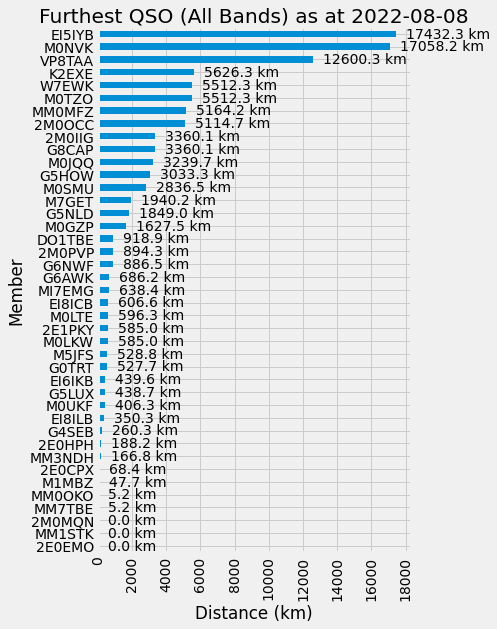 Furthest QSO (All Bands) as at 2022-08-08
EI5IYB 17432.3 km
M0NVK 17058.2 km
VP8TAA 12600.3 km
K2EXE 5626.3 km
W7EWK 5512.3 km
M0TZO 5512.3 km
MM0MFZ 5164.2 km
2M0OCC 5114.7 km
2M0IIG 3360.1 km
G8CAP 3360.1 km
M0JQQ 3239.7 km
G5HOW 3033.3 km
M0SMU 2836.5 km
M7GET 1940.2 km
G5NLD 1849.0 km
M0GZP 1627.5 km
DO1TBE 918.9 km
2M0PVP 894.3 km
G6NWF 886.5 km
G6AWK 686.2 km
MI7EMG 638.4 km
EI8ICB 606.6 km
M0LTE 596.3 km
2E1PKY 585.0 km
M0LKW 585.0 km
M5JFS 528.8 km
G0TRT 527.7 km
EI6IKB 439.6 km
G5LUX 438.7 km
M0UKF 406.3 km
EI8ILB 350.3 km
G4SEB 260.3 km
2E0HPH 188.2 km
MM3NDH 166.8 km
2E0CPX 68.4 km
M1MBZ 47.7 km
MM0OKO 5.2 km
MM7TBE 5.2 km
2M0MQN 0.0 km
MM1STK 0.0 km
2E0EMO 0.0 km
Member
0 2000 4000 6000 8000 10000 12000 14000 16000 18000
Distance (km)